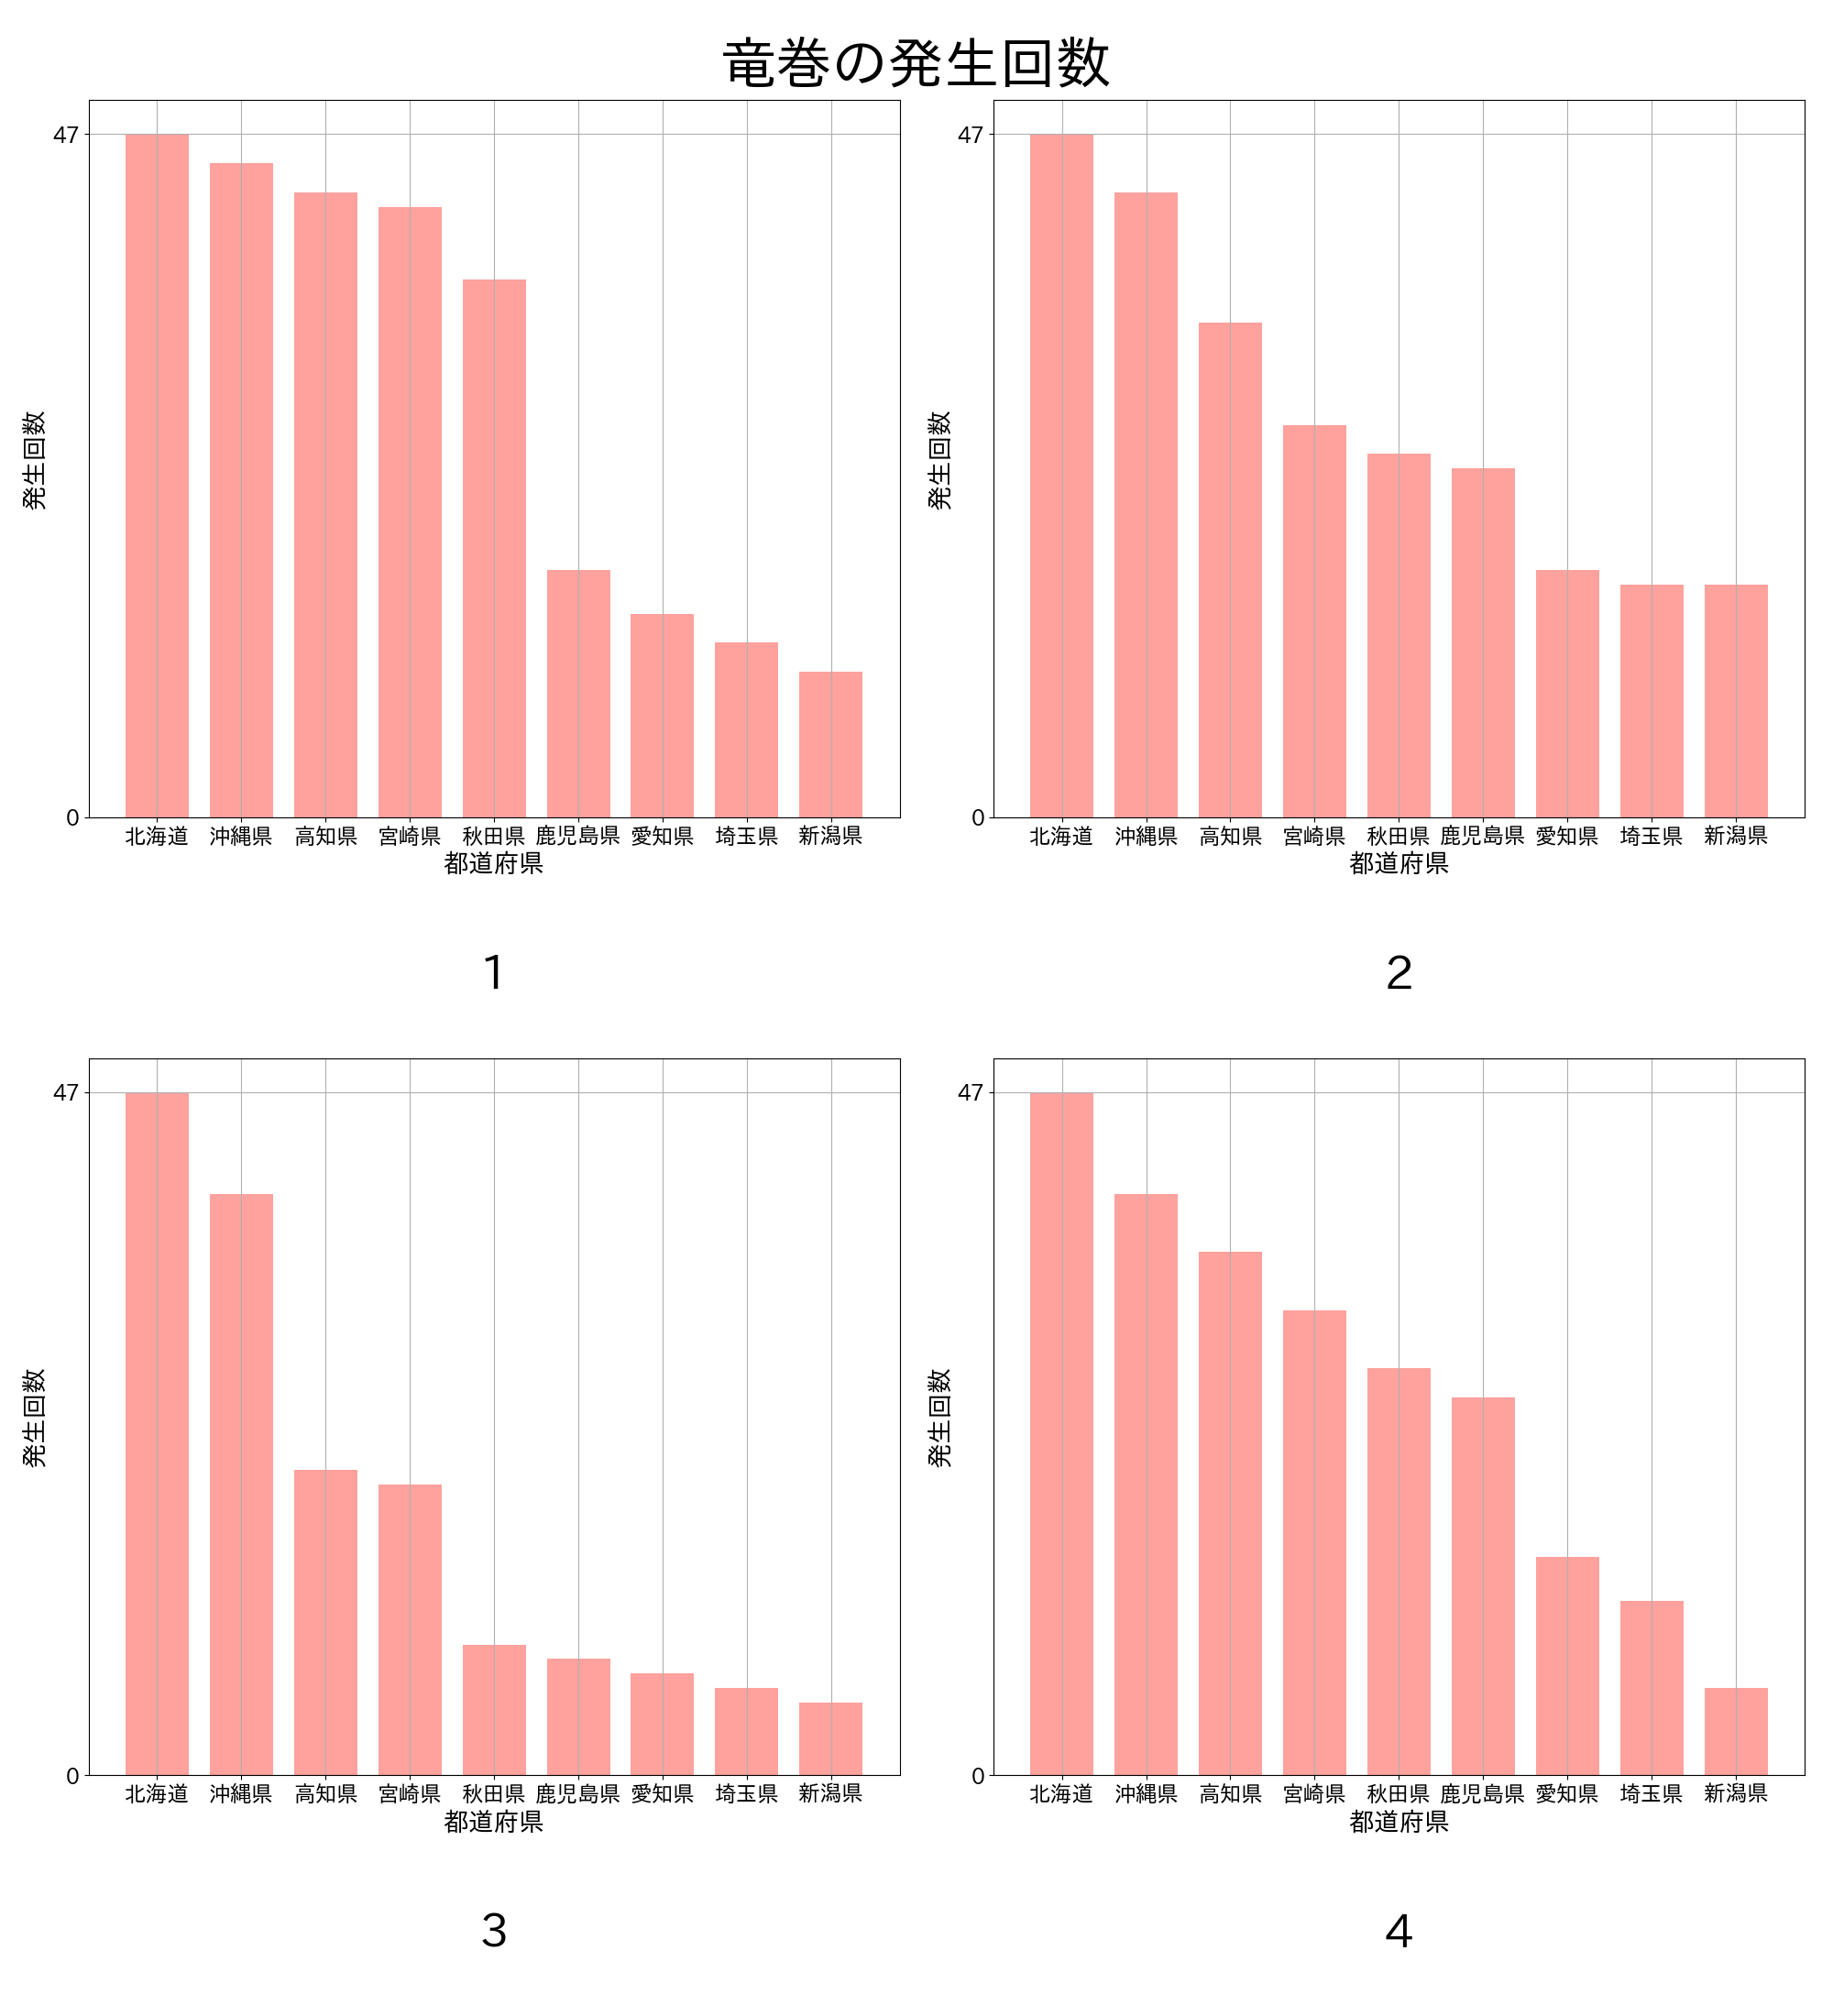 竜巻の発生回数
47
0
発生回数
北海道 沖縄県 高知県 宮崎県 秋田県 鹿児島県 愛知県 埼玉県 新潟県
都道府県
1
47
0
発生回数
北海道 沖縄県 高知県 宮崎県 秋田県 鹿児島県 愛知県 埼玉県 新潟県
都道府県
2
47
0
発生回数
北海道 沖縄県 高知県 宮崎県 秋田県 鹿児島県 愛知県 埼玉県 新潟県
都道府県
3
47
0
発生回数
北海道 沖縄県 高知県 宮崎県 秋田県 鹿児島県 愛知県 埼玉県 新潟県
都道府県
4